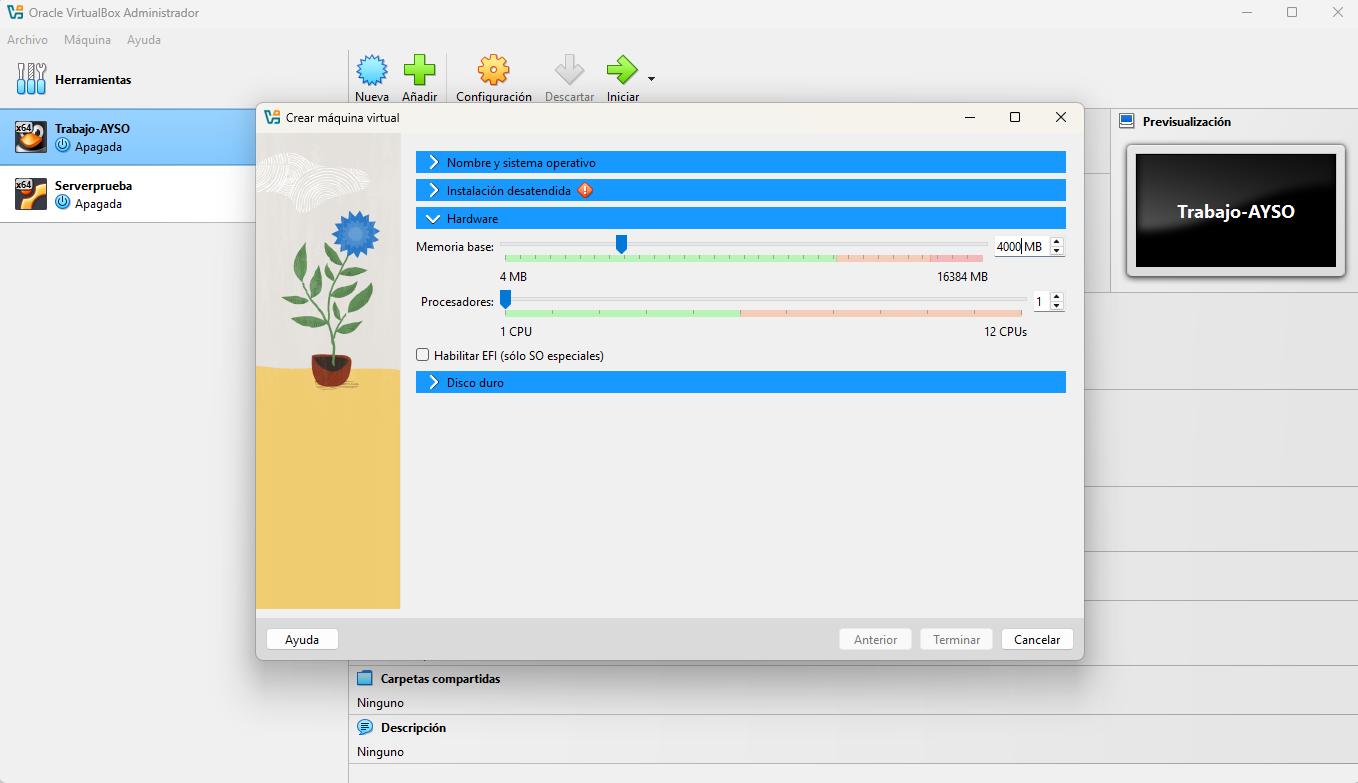 Oracle VirtualBox Administrador
Archivo Máquina Ayuda
Herramientas
Nueva Añadir Configuración Descartar Iniciar
x64 Trabajo-AYSO
Apagada
x64 Serverprueba
Apagada
Crear máquina virtual
Nombre y sistema operativo
Instalación desatendida
Hardware
Memoria base: 4000 MB
4 MB 16384 MB
Procesadores: 1
1 CPU 12 CPUs
Habilitar EFI (sólo SO especiales)
Disco duro
Ayuda Anterior Terminar Cancelar
Previsualización
Trabajo-AYSO
Carpetas compartidas
Ninguno
Descripción
Ninguno